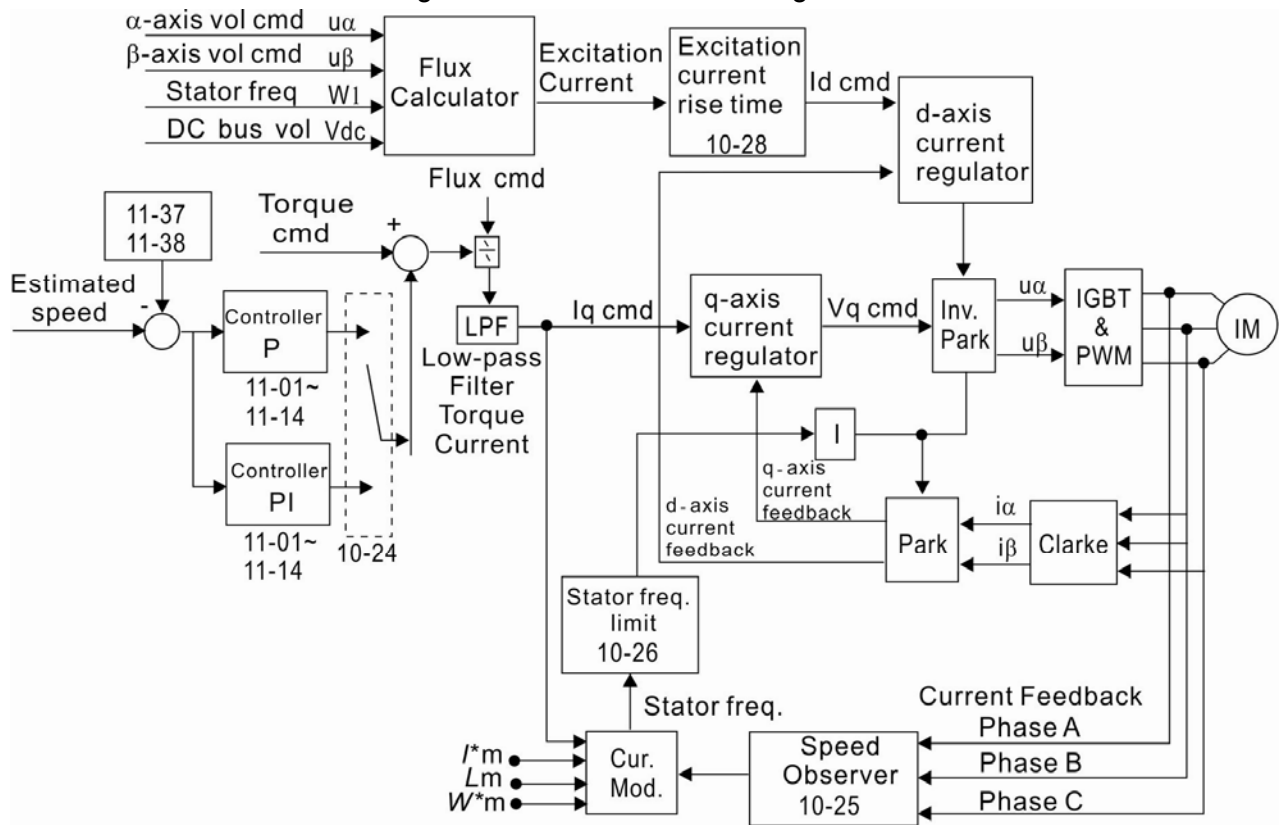 α-axis vol cmd uα
β-axis vol cmd uβ
Stator freq W1
DC bus vol Vdc
Flux
Calculator
Excitation
Current
Excitation
current
rise time
10-28
Id cmd
d-axis
current
regulator
Flux cmd
11-37
11-38
Torque
cmd
+
Estimated
speed
-
Controller
P
11-01~
11-14
Controller
PI
11-01~
11-14
10-24
LPF
Low-pass
Filter
Torque
Current
Iq cmd
q-axis
current
regulator
Vq cmd
Inv.
Park
uα
uβ
IGBT
&
PWM
IM
I
q-axis
current
feedback
d-axis
current
feedback
Park
iα
iβ
Clarke
Stator freq.
limit
10-26
Stator freq.
I*m
Lm
W*m
Cur.
Mod.
Speed
Observer
10-25
Current Feedback
Phase A
Phase B
Phase C